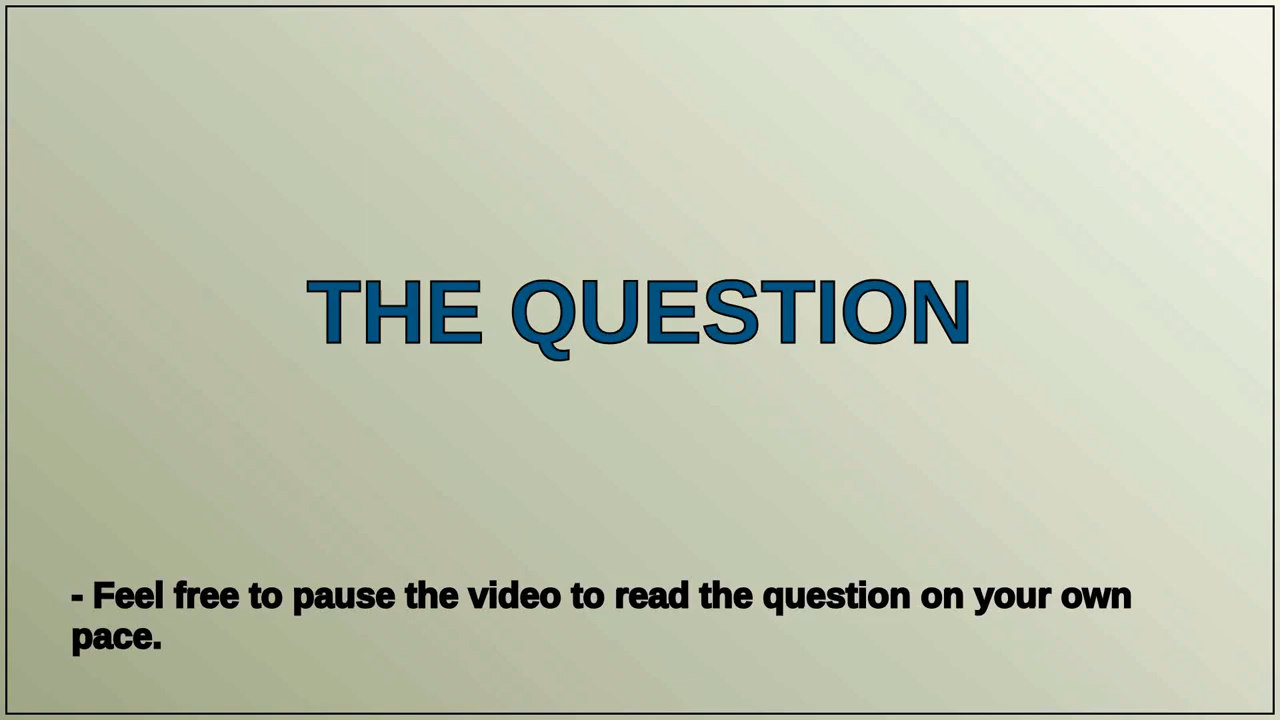 THE QUESTION
- Feel free to pause the video to read the question on your own
pace.